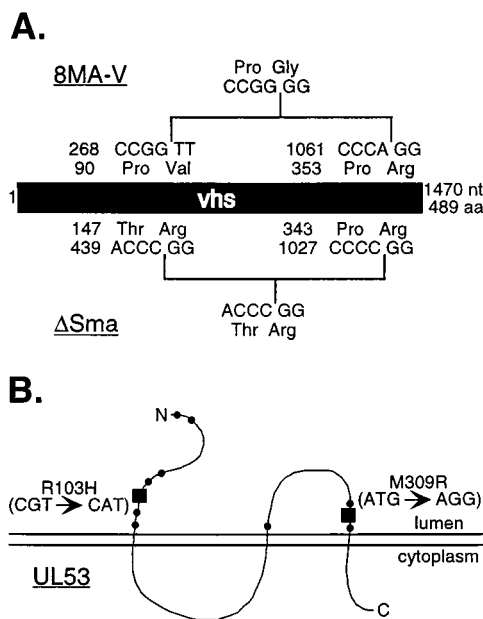 A.
8MA-V
Pro Gly
CCGG GG
268 CCGG TT 1061 CCCA GG
90 Pro Val 353 Pro Arg
1 vhs 1470 nt
489 aa
147 Thr Arg 343 Pro Arg
439 ACCC GG 1027 CCCC GG
ACCC GG
Thr Arg
ΔSma
B.
N
R103H
(CGT → CAT)
M309R
(ATG → AGG)
lumen
cytoplasm
UL53
C